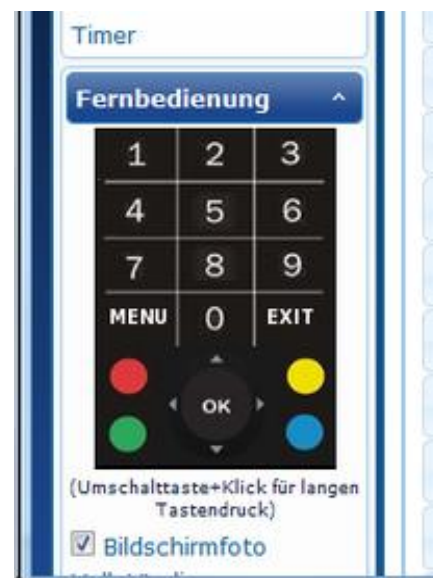 Timer
Fernbedienung
1 2 3
4 5 6
7 8 9
MENU 0 EXIT
OK
(Umschalttaste+Klick für langen
Tastendruck)
Bildschirmfoto